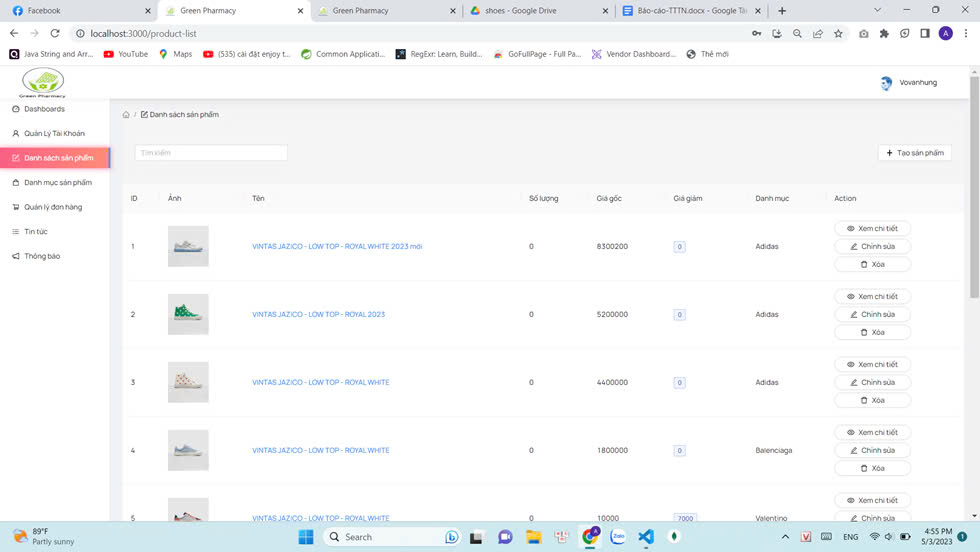 Facebook
Green Pharmacy
Green Pharmacy
shoes - Google Drive
Báo-cáo-TTTN.docx - Google Tài
localhost:3000/product-list
Java String and Arr...
YouTube
Maps
(535) cài đặt enjoy t...
Common Applicati...
RegExr: Learn, Build...
GoFullPage - Full Pa...
Vendor Dashboard...
Thẻ mới
A
Green Pharmacy
Vovanhung
Dashboards
Quản Lý Tài Khoản
Danh sách sản phẩm
Danh mục sản phẩm
Quản lý đơn hàng
Tin tức
Thông báo
/ Danh sách sản phẩm
Tìm kiếm
+ Tạo sản phẩm
ID Ảnh Tên Số lượng Giá gốc Giá giảm Danh mục Action
1 VINTAS JAZICO - LOW TOP - ROYAL WHITE 2023 mới 0 8300200 0 Adidas
Xem chi tiết
Chỉnh sửa
Xóa
2 VINTAS JAZICO - LOW TOP - ROYAL 2023 0 5200000 0 Adidas
Xem chi tiết
Chỉnh sửa
Xóa
3 VINTAS JAZICO - LOW TOP - ROYAL WHITE 0 4400000 0 Adidas
Xem chi tiết
Chỉnh sửa
Xóa
4 VINTAS JAZICO - LOW TOP - ROYAL WHITE 0 1800000 0 Balenciaga
Xem chi tiết
Chỉnh sửa
Xóa
5 VINTAS JAZICO - LOW TOP - ROYAL WHITE 0 10000 7000 Valentino
Xem chi tiết
Chỉnh sửa
89°F
Partly sunny
Search
A
Zalo
V
ENG
4:55 PM
5/3/2023
1